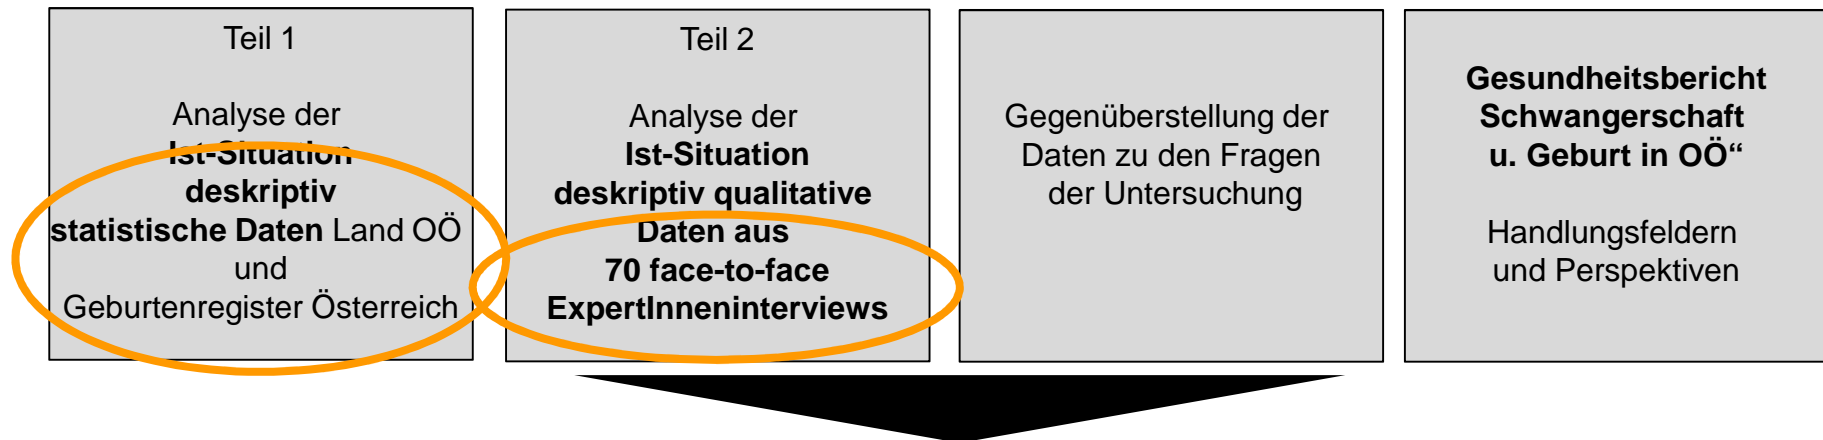 Teil 1
Analyse der
Ist-Situation
deskriptiv
statistische Daten Land OÖ
und
Geburtenregister Österreich
Teil 2
Analyse der
Ist-Situation
deskriptiv qualitative
Daten aus
70 face-to-face
ExpertInneninterviews
Gegenüberstellung der
Daten zu den Fragen
der Untersuchung
Gesundheitsbericht
Schwangerschaft
u. Geburt in OÖ“
Handlungsfeldern
und Perspektiven